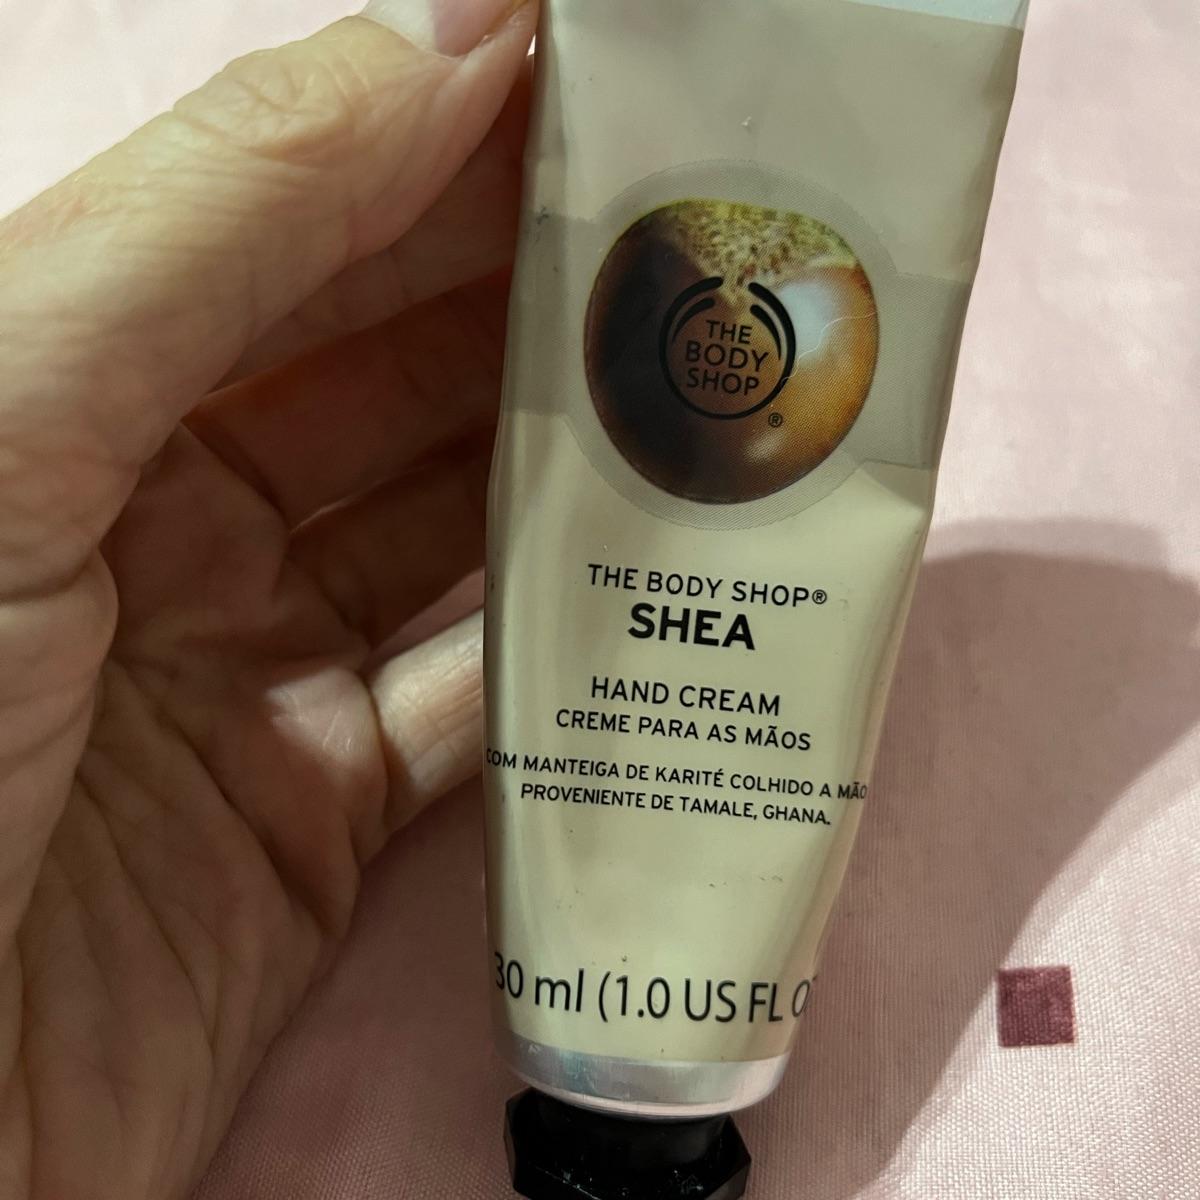 THE
BODY
SHOP
®
THE BODY SHOP®
SHEA
HAND CREAM
CREME PARA AS MÃOS
COM MANTEIGA DE KARITÉ COLHIDO A MÃO
PROVENIENTE DE TAMALE, GHANA.
30 ml (1.0 US FL